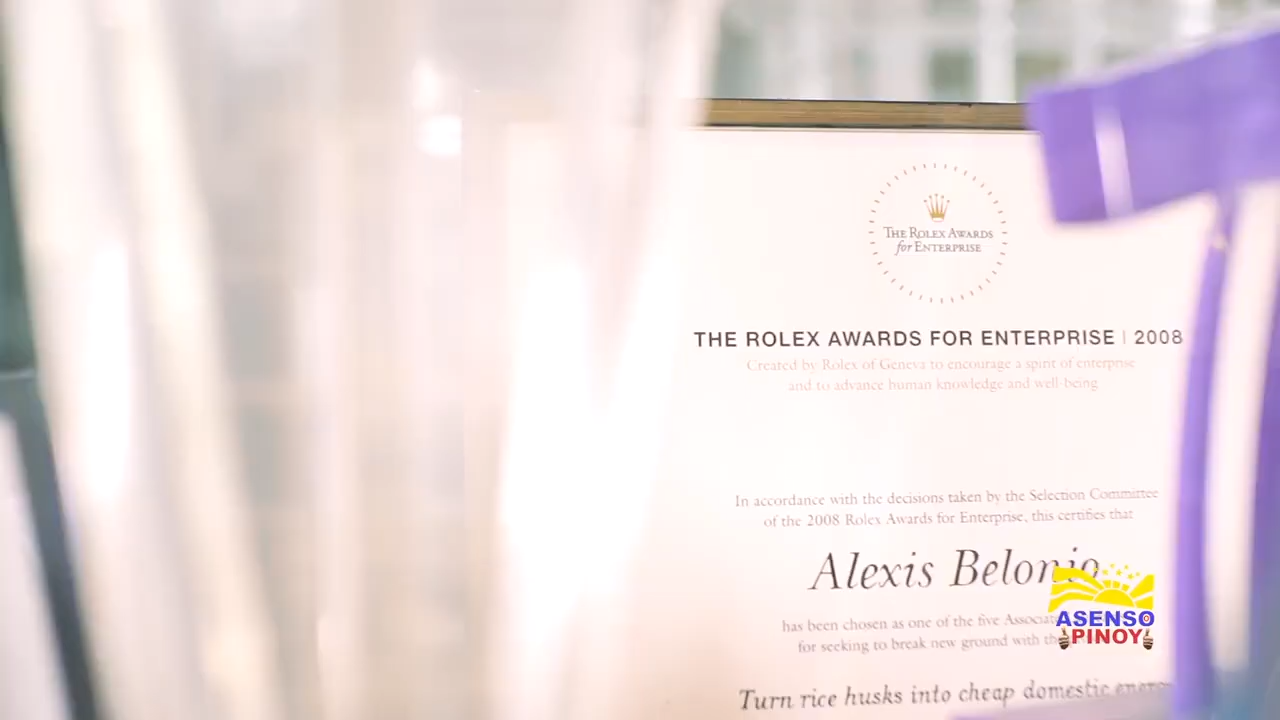 THE ROLEX AWARDS
for ENTERPRISE
THE ROLEX AWARDS FOR ENTERPRISE | 2008
Created by Rolex of Geneva to encourage a spirit of enterprise
and to advance human knowledge and well-being
In accordance with the decisions taken by the Selection Committee
of the 2008 Rolex Awards for Enterprise, this certifies that
Alexis Belonio
has been chosen as one of the five
for seeking to break new ground with
ASENSO
PINOY
Turn rice husks into cheap domestic energy